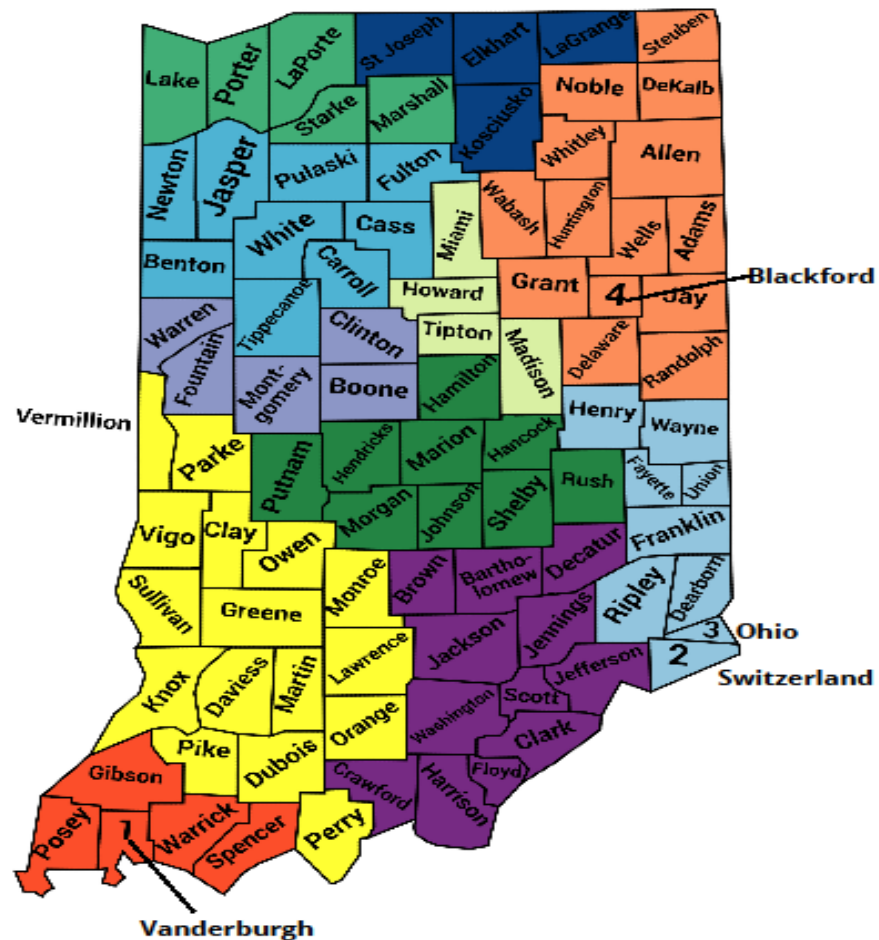 St Joseph
Elkhart
LaGrange
Steuben
Lake
Porter
LaPorte
Noble
DeKalb
Starke
Marshall
Kosciusko
Whitley
Allen
Newton
Jasper
Pulaski
Fulton
Miami
Wabash
Huntington
Wells
Adams
White
Cass
Benton
Carroll
Grant
4
Jay
Blackford
Howard
Warren
Tippecanoe
Clinton
Tipton
Madison
Delaware
Randolph
Fountain
Mont-
gomery
Boone
Hamilton
Henry
Wayne
Vermillion
Parke
Putnam
Hendricks
Marion
Hancock
Rush
Fayette
Union
Vigo
Clay
Owen
Morgan
Johnson
Shelby
Franklin
Sullivan
Greene
Monroe
Brown
Bartho-
lomew
Decatur
Ripley
Dearborn
3
Ohio
Knox
Daviess
Martin
Lawrence
Jackson
Jennings
Jefferson
2
Switzerland
Pike
Dubois
Orange
Washington
Scott
Clark
Gibson
Crawford
Harrison
Floyd
Posey
1
Warrick
Spencer
Perry
Vanderburgh